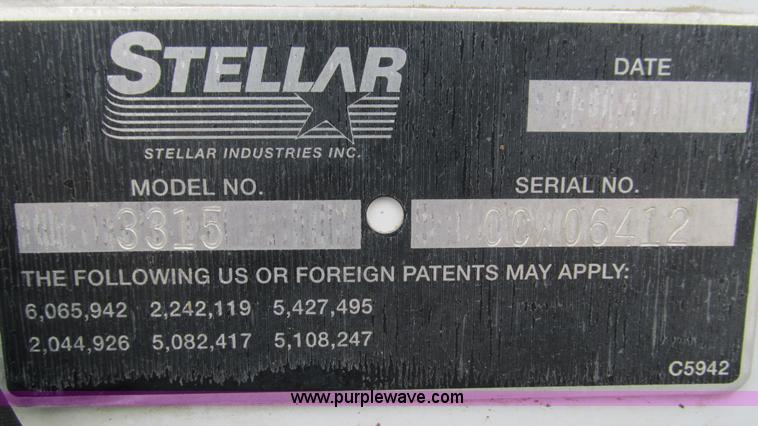 STELLAR
DATE
STELLAR INDUSTRIES INC.
MODEL NO.
SERIAL NO.
3315
06412
THE FOLLOWING US OR FOREIGN PATENTS MAY APPLY:
6,065,942 2,242,119 5,427,495
2,044,926 5,082,417 5,108,247
C5942
www.purplewave.com